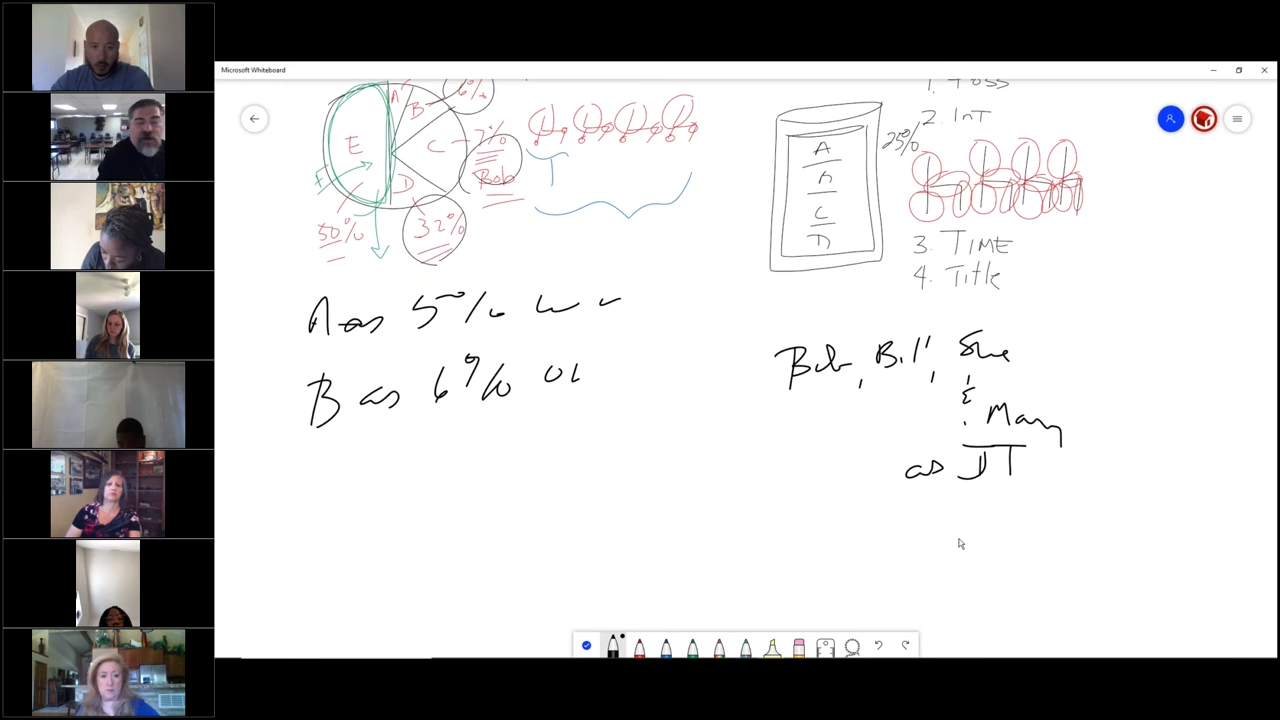 Microsoft Whiteboard
A
B
6%
E
C
7%
Bob
D
50%
32%
A as 5%
B as 6%
25%
A
B
C
D
1. Poss
2. InT
3. TIME
4. Title
Bob, Bill, Sue
& Mary
as JT